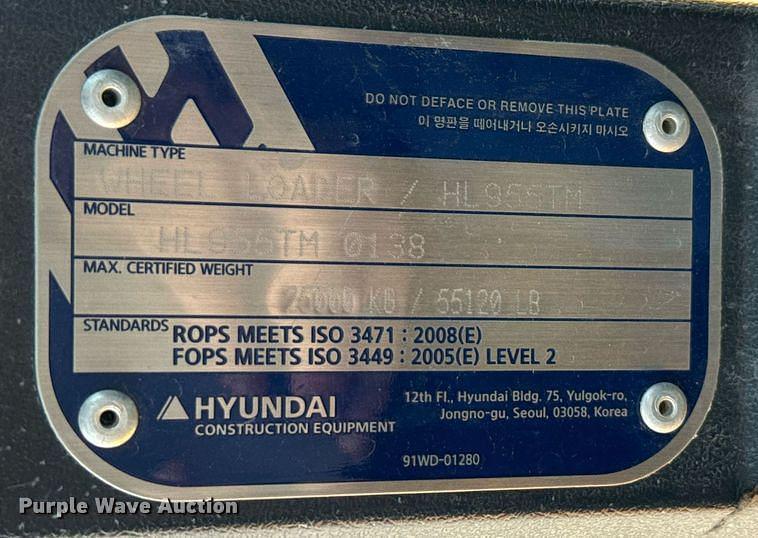 DO NOT DEFACE OR REMOVE THIS PLATE
이 명판을 떼어내거나 오손시키지 마시오
MACHINE TYPE
WHEEL LOADER / HL955TM
MODEL
HL955TM 0138
MAX. CERTIFIED WEIGHT
25000 KG / 55120 LB
STANDARDS ROPS MEETS ISO 3471 : 2008(E)
FOPS MEETS ISO 3449 : 2005(E) LEVEL 2
HYUNDAI
CONSTRUCTION EQUIPMENT
12th Fl., Hyundai Bldg. 75, Yulgok-ro,
Jongno-gu, Seoul, 03058, Korea
91WD-01280
Purple Wave Auction